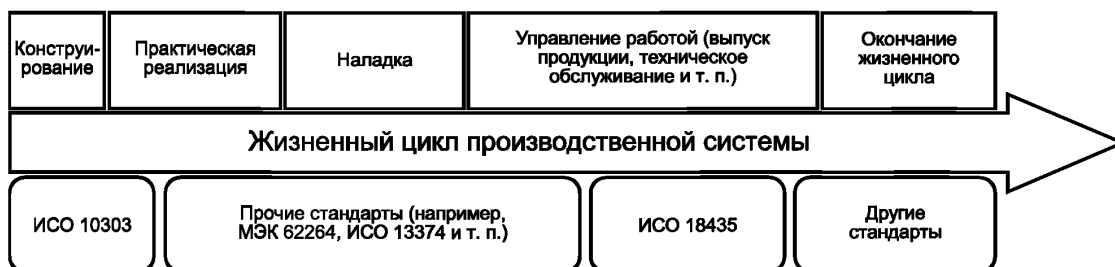 Конструи-
рование
Практическая
реализация
Наладка
Управление работой (выпуск
продукции, техническое
обслуживание и т. п.)
Окончание
жизненного
цикла
Жизненный цикл производственной системы
ИСО 10303
Прочие стандарты (например,
МЭК 62264, ИСО 13374 и т. п.)
ИСО 18435
Другие
стандарты